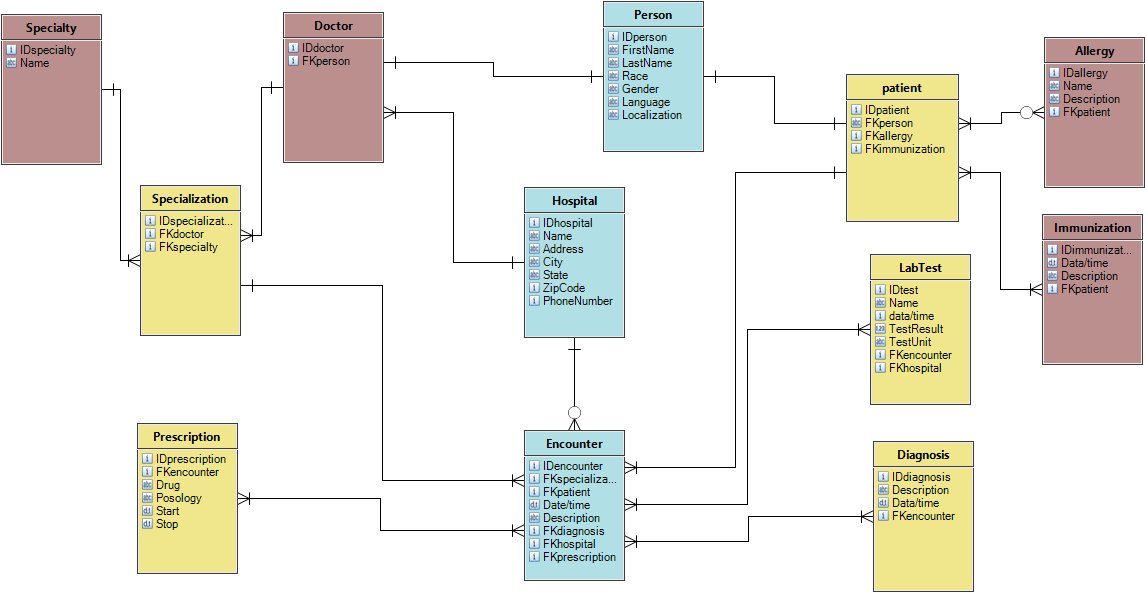 Specialty
IDspecialty
Name
Doctor
IDdoctor
FKperson
Person
IDperson
FirstName
LastName
Race
Gender
Language
Localization
patient
IDpatient
FKperson
FKallergy
FKimmunization
Allergy
IDallergy
Name
Description
FKpatient
Specialization
IDspecializat...
FKdoctor
FKspecialty
Hospital
IDhospital
Name
Address
City
State
ZipCode
PhoneNumber
Immunization
IDimmunizat...
Data/time
Description
FKpatient
LabTest
IDtest
Name
data/time
TestResult
TestUnit
FKencounter
FKhospital
Prescription
IDprescription
FKencounter
Drug
Posology
Start
Stop
Encounter
IDencounter
FKspecializa...
FKpatient
Date/time
Description
FKdiagnosis
FKhospital
FKprescription
Diagnosis
IDdiagnosis
Description
Data/time
FKencounter